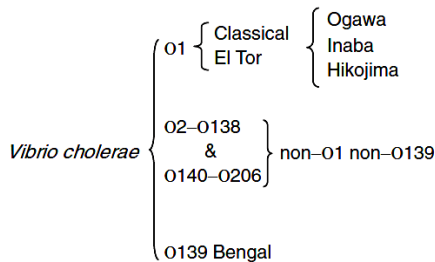 Vibrio cholerae
O1
Classical
El Tor
Ogawa
Inaba
Hikojima
O2–O138
&
O140–O206
non–O1 non–O139
O139 Bengal